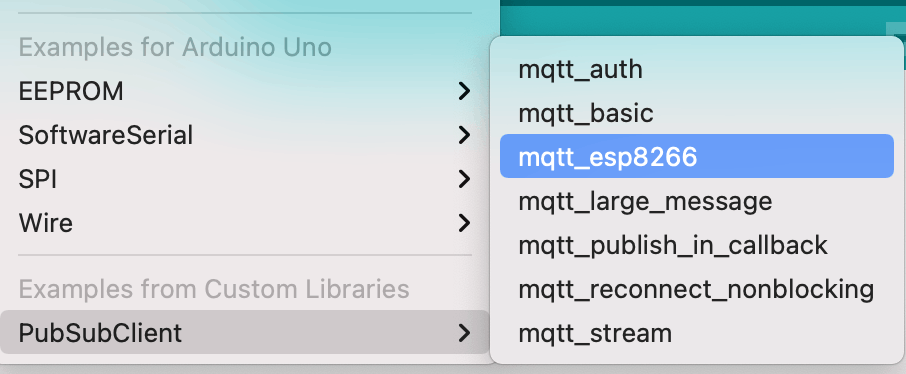 Examples for Arduino Uno
EEPROM
SoftwareSerial
SPI
Wire
Examples from Custom Libraries
PubSubClient
mqtt_auth
mqtt_basic
mqtt_esp8266
mqtt_large_message
mqtt_publish_in_callback
mqtt_reconnect_nonblocking
mqtt_stream